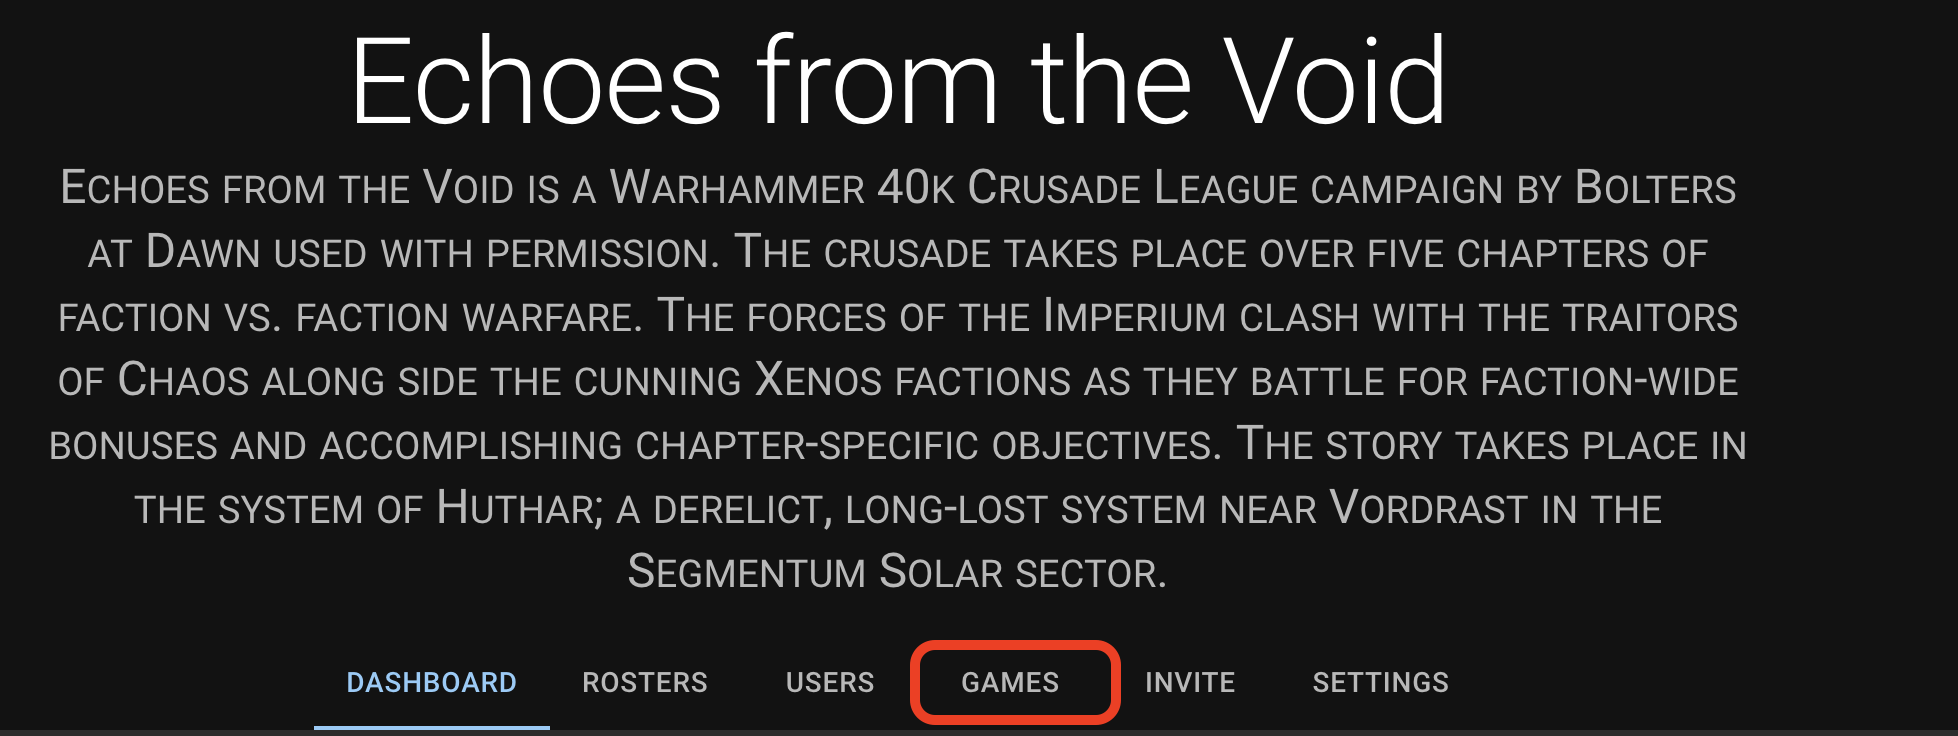 Echoes from the Void
Echoes from the Void is a Warhammer 40k Crusade League campaign by Bolters
at Dawn used with permission. The crusade takes place over five chapters of
faction vs. faction warfare. The forces of the Imperium clash with the traitors
of Chaos along side the cunning Xenos factions as they battle for faction-wide
bonuses and accomplishing chapter-specific objectives. The story takes place in
the system of Huthar; a derelict, long-lost system near Vordrast in the
Segmentum Solar sector.
DASHBOARD ROSTERS USERS GAMES INVITE SETTINGS